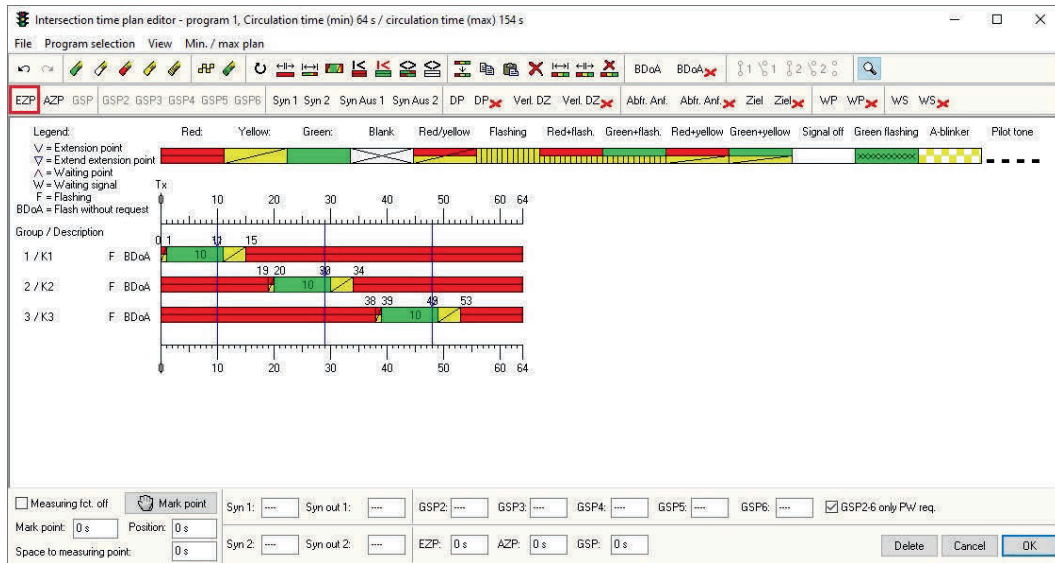 Intersection time plan editor - program 1, Circulation time (min) 64 s / circulation time (max) 154 s
File Program selection View Min. / max plan
BDoA BDoA 1 1 2 2
EZP AZP GSP GSP2 GSP3 GSP4 GSP5 GSP6 Syn 1 Syn 2 Syn Aus 1 Syn Aus 2 DP DP Verl. DZ Verl. DZ Abfr. Anf. Abfr. Anf. Ziel Ziel WP WP WS WS
Legend: Red: Yellow: Green: Blank Red/yellow Flashing Red+flash. Green+flash. Red+yellow Green+yellow Signal off Green flashing A-blinker Pilot tone
V = Extension point
∇ = Extend extension point
Λ = Waiting point
W = Waiting signal
F = Flashing
BDoA = Flash without request
Tx
0 10 20 30 40 50 60 64
Group / Description
0 1 11 15
1 / K1 F BDoA 10
19 20 30 34
2 / K2 F BDoA 10
38 39 49 53
3 / K3 F BDoA 10
0 10 20 30 40 50 60 64
Measuring fct. off Mark point Syn 1: ---- Syn out 1: ---- GSP2: ---- GSP3: ---- GSP4: ---- GSP5: ---- GSP6: ---- GSP2-6 only PW req.
Mark point: 0 s Position: 0 s
Space to measuring point: 0 s Syn 2: ---- Syn out 2: ---- EZP: 0 s AZP: 0 s GSP: 0 s Delete Cancel OK